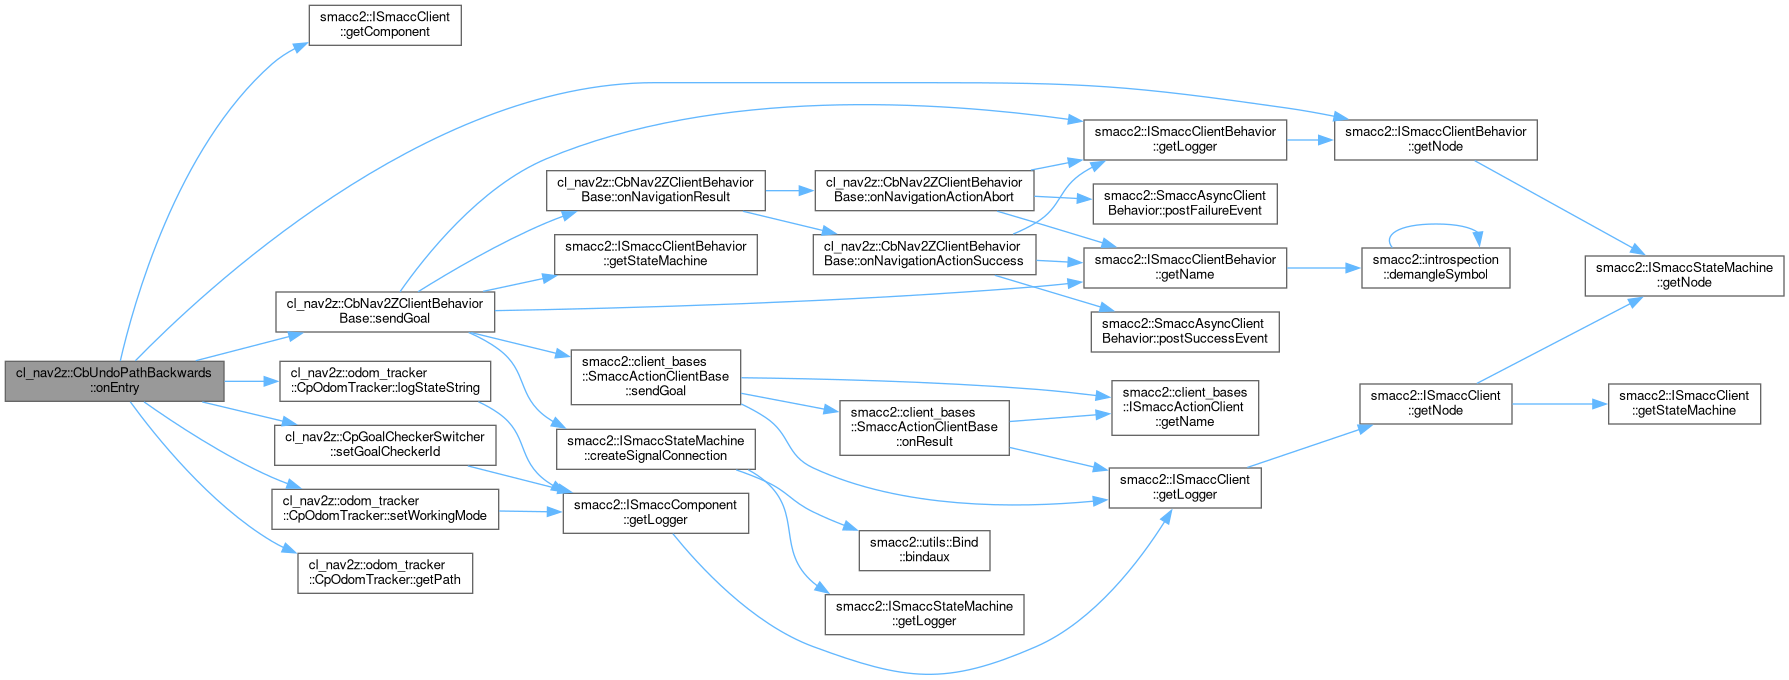 smacc2::ISmaccClient
::getComponent
smacc2::ISmaccClientBehavior
::getLogger
smacc2::ISmaccClientBehavior
::getNode
cl_nav2z::CbNav2ZClientBehavior
Base::onNavigationResult
cl_nav2z::CbNav2ZClientBehavior
Base::onNavigationActionAbort
smacc2::SmaccAsyncClient
Behavior::postFailureEvent
smacc2::ISmaccClientBehavior
::getStateMachine
cl_nav2z::CbNav2ZClientBehavior
Base::onNavigationActionSuccess
smacc2::ISmaccClientBehavior
::getName
smacc2::introspection
::demangleSymbol
smacc2::ISmaccStateMachine
::getNode
cl_nav2z::CbNav2ZClientBehavior
Base::sendGoal
smacc2::SmaccAsyncClient
Behavior::postSuccessEvent
cl_nav2z::CbUndoPathBackwards
::onEntry
cl_nav2z::odom_tracker
::CpOdomTracker::logStateString
smacc2::client_bases
::SmaccActionClientBase
::sendGoal
smacc2::client_bases
::ISmaccActionClient
::getName
smacc2::ISmaccClient
::getNode
smacc2::ISmaccClient
::getStateMachine
smacc2::client_bases
::SmaccActionClientBase
::onResult
cl_nav2z::CpGoalCheckerSwitcher
::setGoalCheckerId
smacc2::ISmaccStateMachine
::createSignalConnection
smacc2::ISmaccClient
::getLogger
cl_nav2z::odom_tracker
::CpOdomTracker::setWorkingMode
smacc2::ISmaccComponent
::getLogger
smacc2::utils::Bind
::bindaux
cl_nav2z::odom_tracker
::CpOdomTracker::getPath
smacc2::ISmaccStateMachine
::getLogger